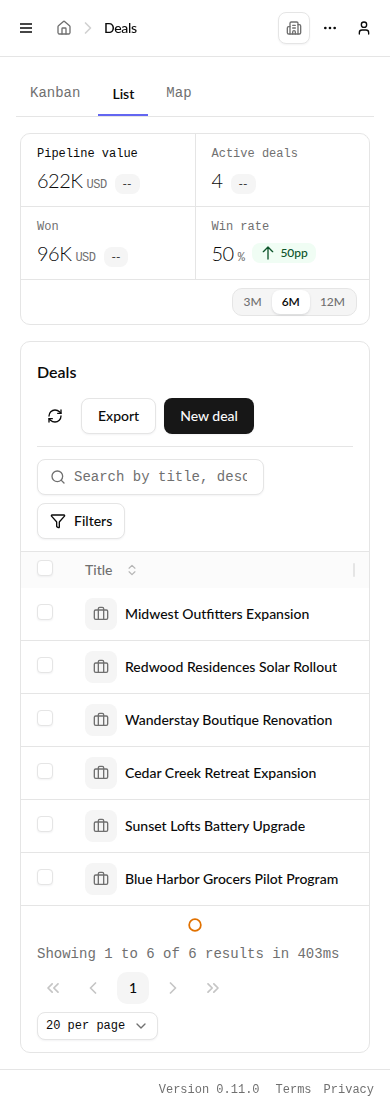 Deals
Kanban
List
Map
Pipeline value
622K USD --
Active deals
4 --
Won
96K USD --
Win rate
50 % 50pp
3M 6M 12M
Deals
Export
New deal
Search by title, desc
Filters
Title
Midwest Outfitters Expansion
Redwood Residences Solar Rollout
Wanderstay Boutique Renovation
Cedar Creek Retreat Expansion
Sunset Lofts Battery Upgrade
Blue Harbor Grocers Pilot Program
Showing 1 to 6 of 6 results in 403ms
1
20 per page
Version 0.11.0 Terms Privacy